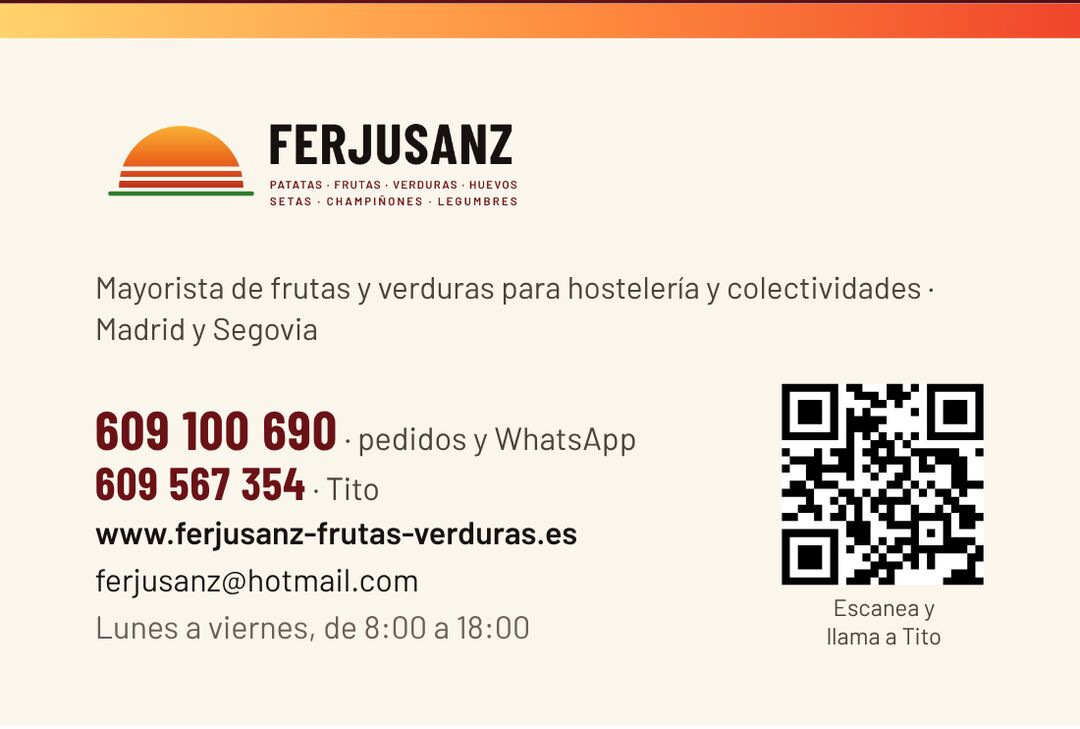 FERJUSANZ
PATATAS · FRUTAS · VERDURAS · HUEVOS
SETAS · CHAMPIÑONES · LEGUMBRES
Mayorista de frutas y verduras para hostelería y colectividades ·
Madrid y Segovia
609 100 690 · pedidos y WhatsApp
609 567 354 · Tito
www.ferjusanz-frutas-verduras.es
ferjusanz@hotmail.com
Lunes a viernes, de 8:00 a 18:00
Escanea y
llama a Tito